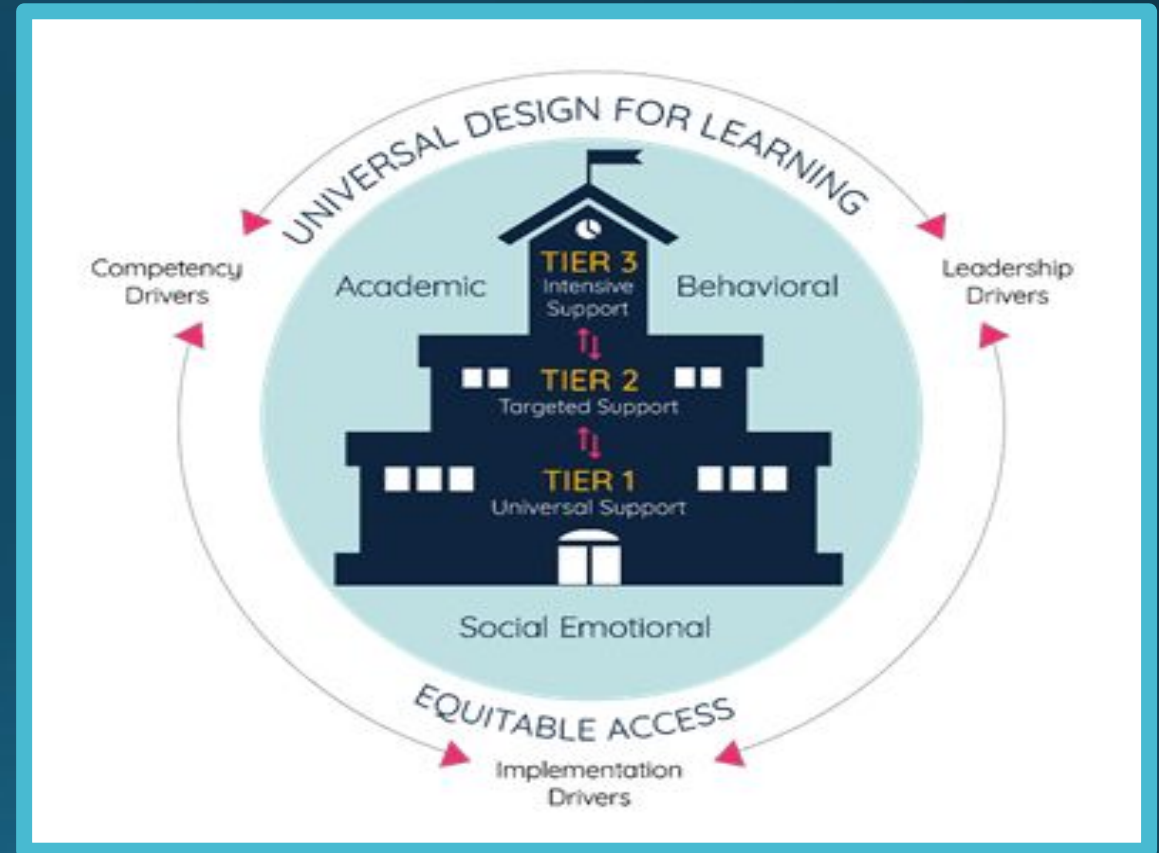 UNIVERSAL DESIGN FOR LEARNING
Competency
Drivers
Leadership
Drivers
Academic
Behavioral
TIER 3
Intensive
Support
TIER 2
Targeted Support
TIER 1
Universal Support
Social Emotional
EQUITABLE ACCESS
Implementation
Drivers